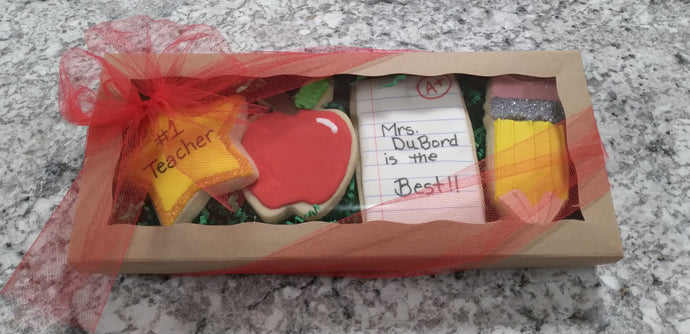 #1
Teacher
A+
Mrs.
DuBord
is the
Best!!